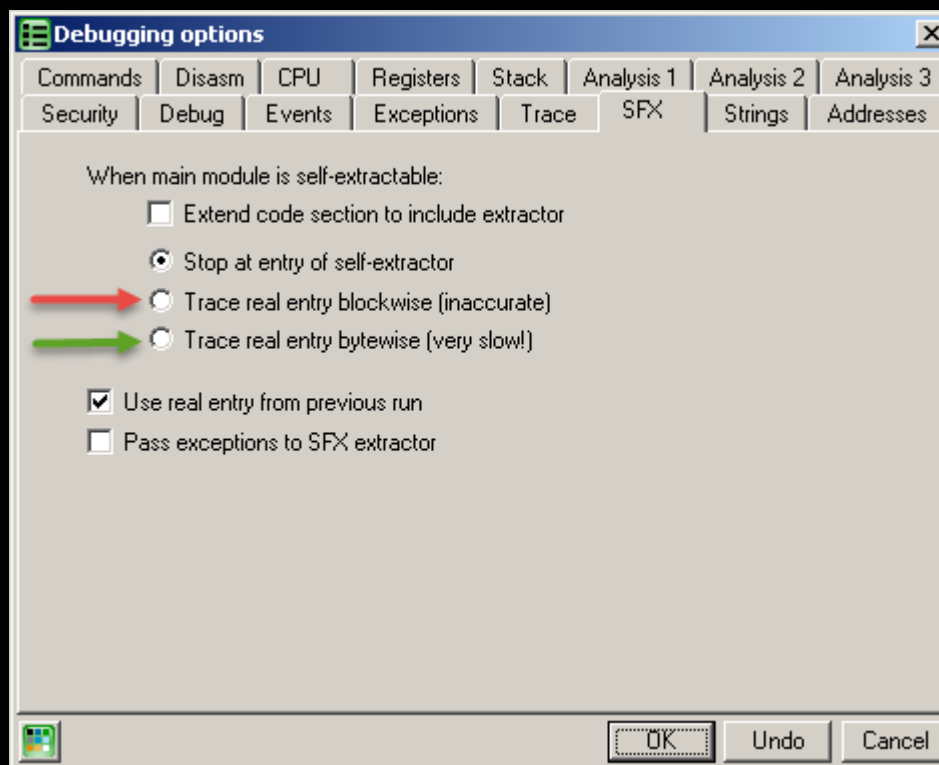 Debugging options
Commands Disasm CPU Registers Stack Analysis 1 Analysis 2 Analysis 3
Security Debug Events Exceptions Trace SFX Strings Addresses
When main module is self-extractable:
Extend code section to include extractor
Stop at entry of self-extractor
Trace real entry blockwise (inaccurate)
Trace real entry bytewise (very slow!)
Use real entry from previous run
Pass exceptions to SFX extractor
OK Undo Cancel